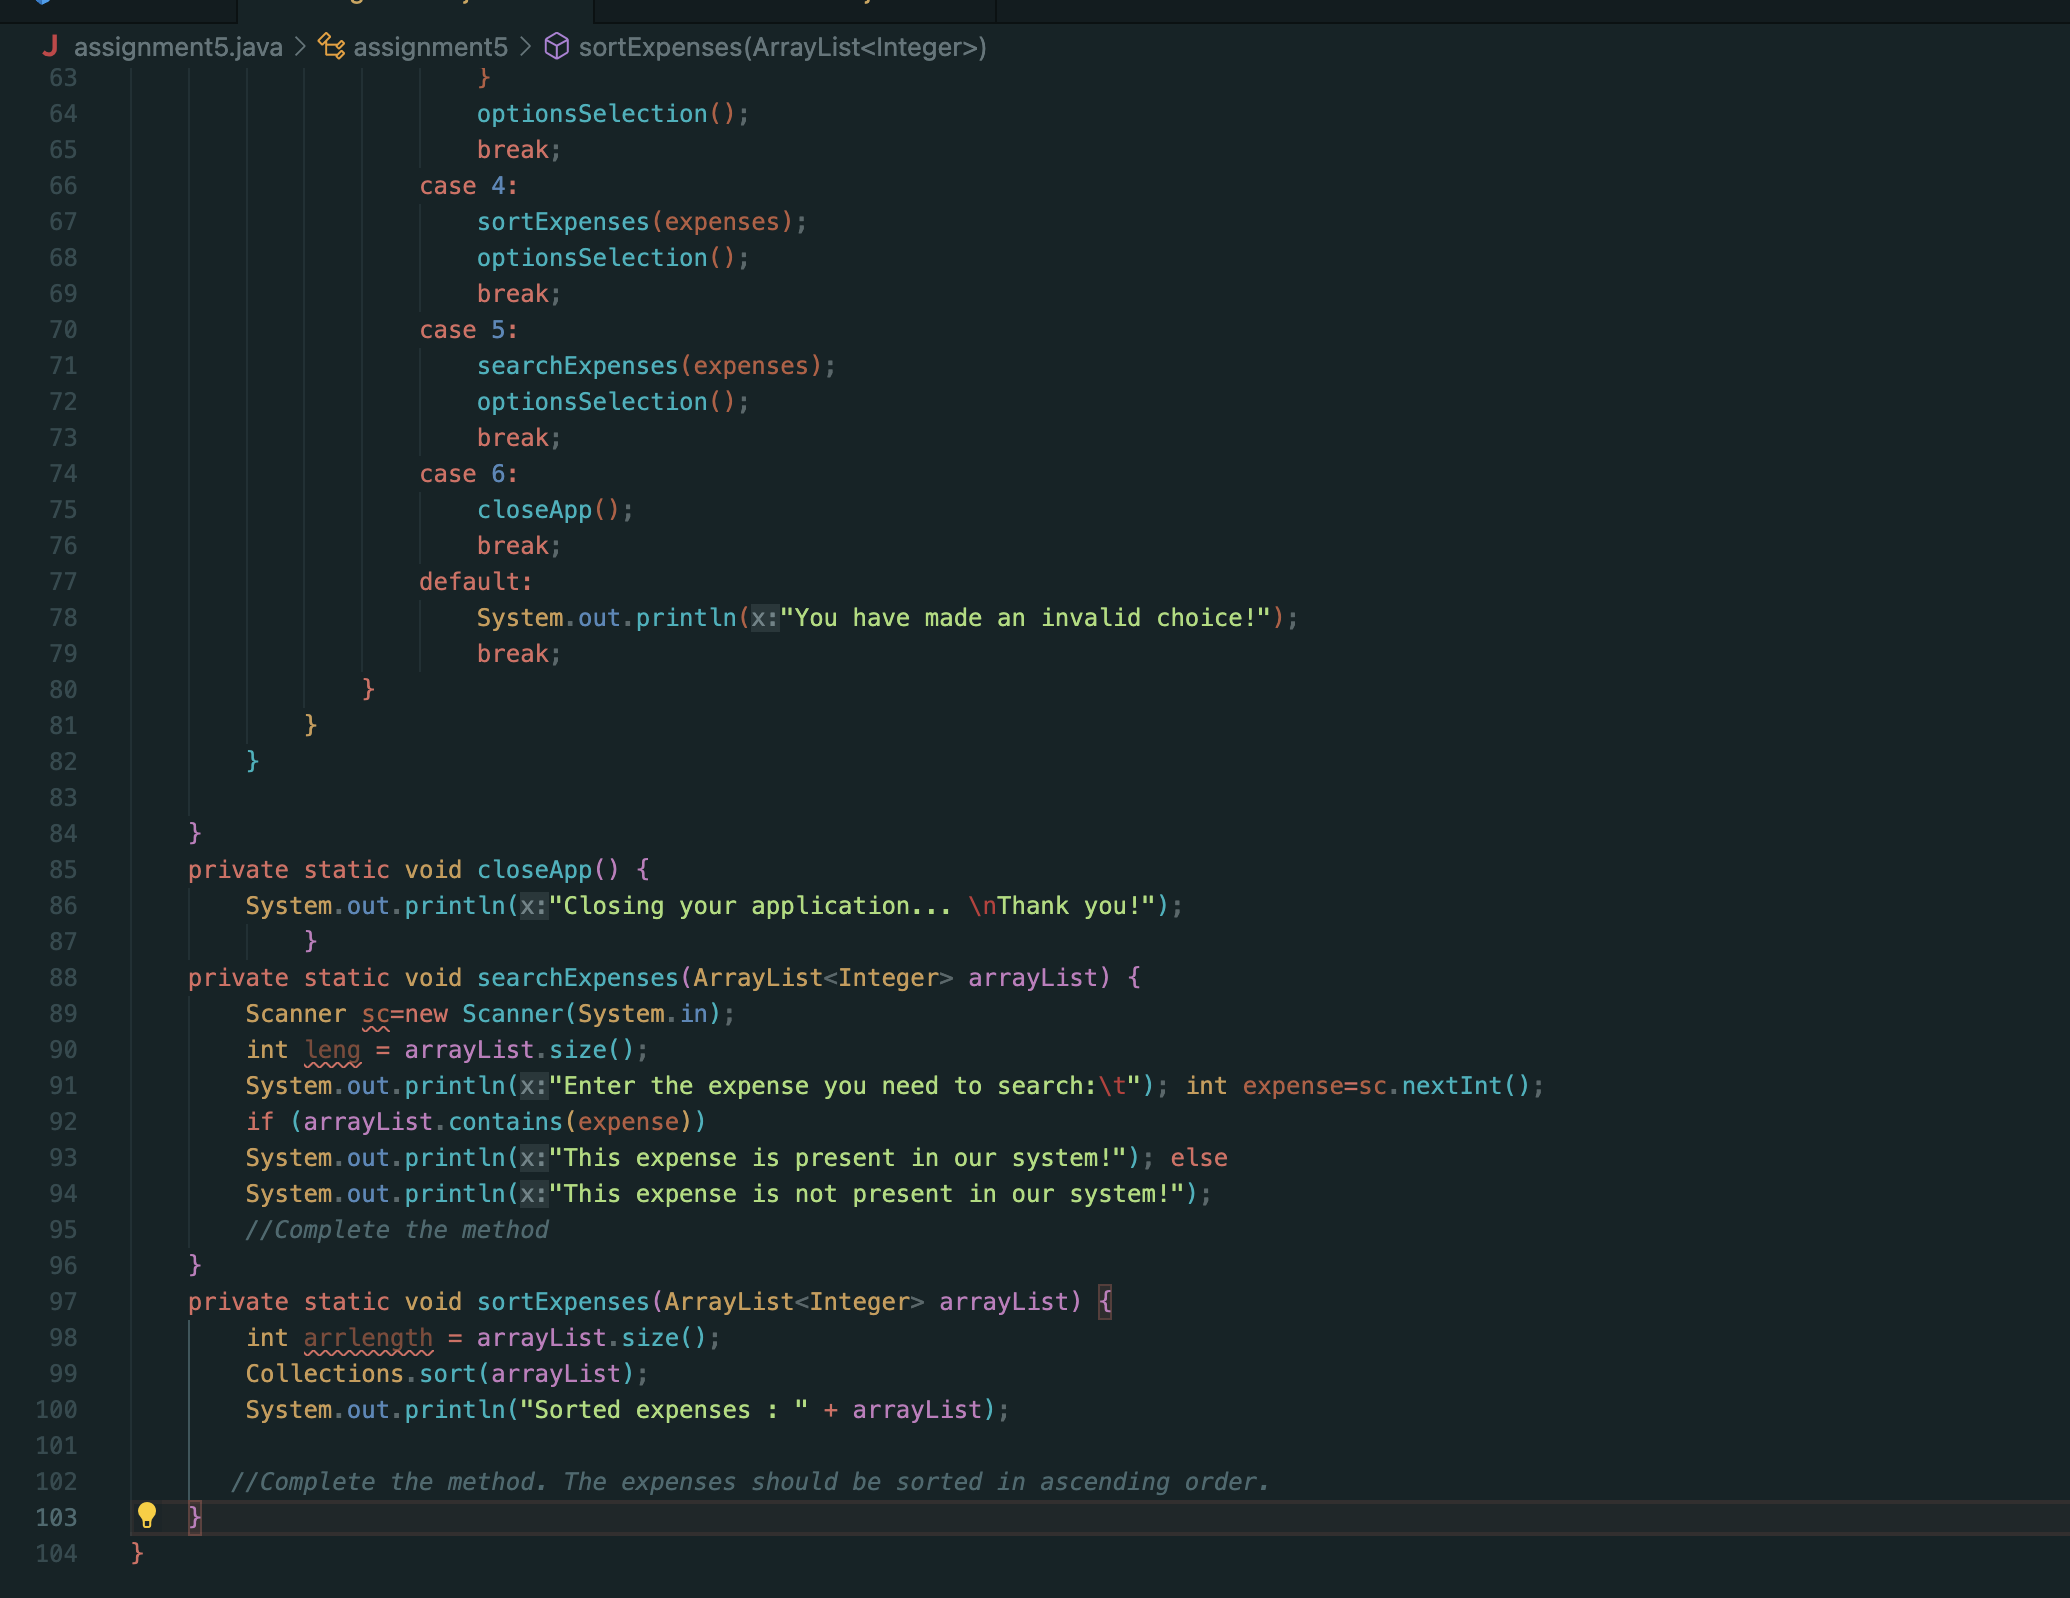 assignment5.java > assignment5 > sortExpenses(ArrayList<Integer>)
63 }
64 optionsSelection();
65 break;
66 case 4:
67 sortExpenses(expenses);
68 optionsSelection();
69 break;
70 case 5:
71 searchExpenses(expenses);
72 optionsSelection();
73 break;
74 case 6:
75 closeApp();
76 break;
77 default:
78 System.out.println(x:"You have made an invalid choice!");
79 break;
80 }
81 }
82 }
83
84 }
85 private static void closeApp() {
86 System.out.println(x:"Closing your application... \nThank you!");
87 }
88 private static void searchExpenses(ArrayList<Integer> arrayList) {
89 Scanner sc=new Scanner(System.in);
90 int leng = arrayList.size();
91 System.out.println(x:"Enter the expense you need to search:\t"); int expense=sc.nextInt();
92 if (arrayList.contains(expense))
93 System.out.println(x:"This expense is present in our system!"); else
94 System.out.println(x:"This expense is not present in our system!");
95 //Complete the method
96 }
97 private static void sortExpenses(ArrayList<Integer> arrayList) {
98 int arrlength = arrayList.size();
99 Collections.sort(arrayList);
100 System.out.println("Sorted expenses : " + arrayList);
101
102 //Complete the method. The expenses should be sorted in ascending order.
103 }
104 }